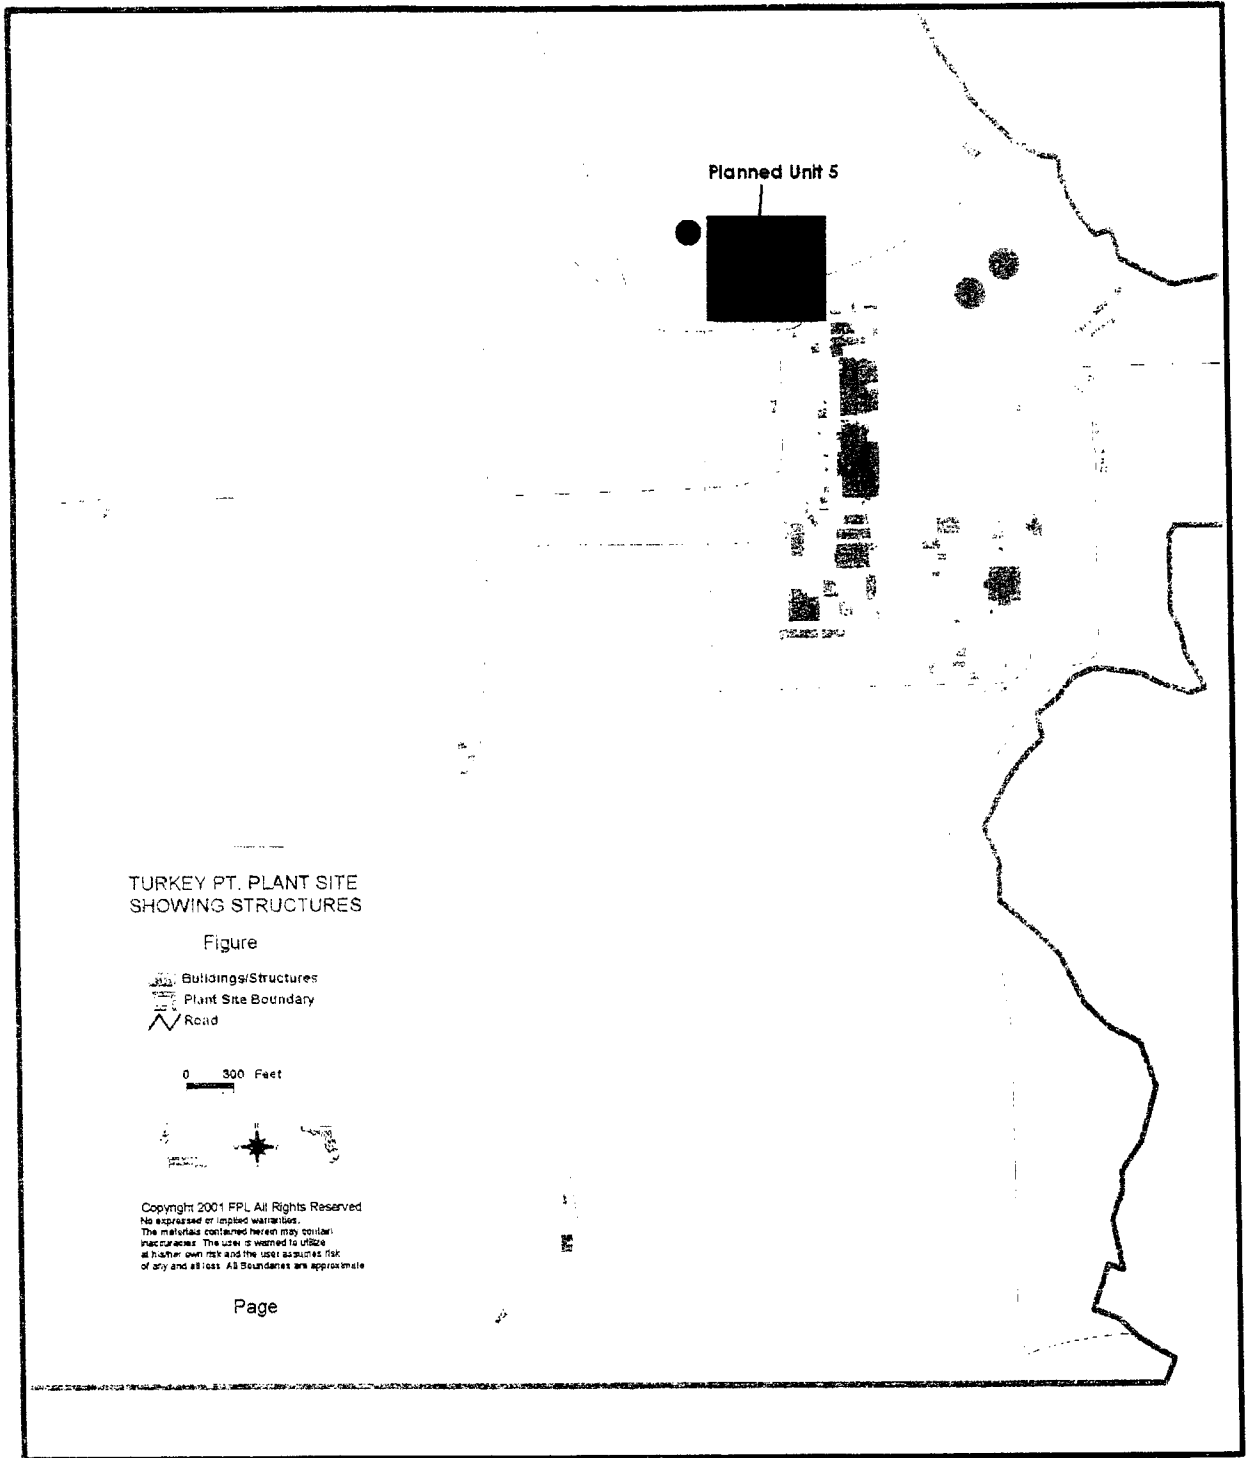 Planned Unit 5
TURKEY PT. PLANT SITE
SHOWING STRUCTURES
Figure
Buildings/Structures
Plant Site Boundary
Road
0 300 Feet
Copyright 2001 FPL All Rights Reserved
No expressed or implied warranties.
The materials contained herein may contain
inaccuracies. The user is warned to utilize
at his/her own risk and the user assumes risk
of any and all loss. All Boundaries are approximate
Page